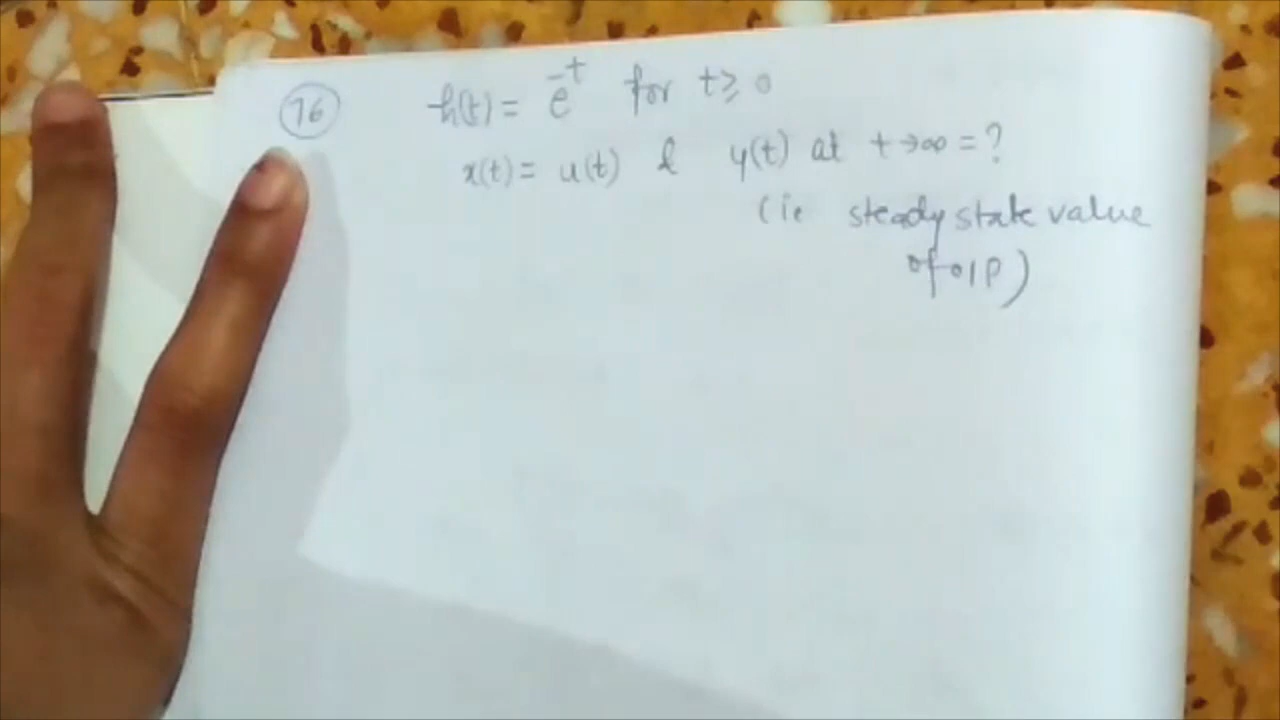 76
h(t) = e^-t for t ≥ 0
x(t) = u(t) & y(t) at t→∞ = ?
(ie steady state value
of o/p)